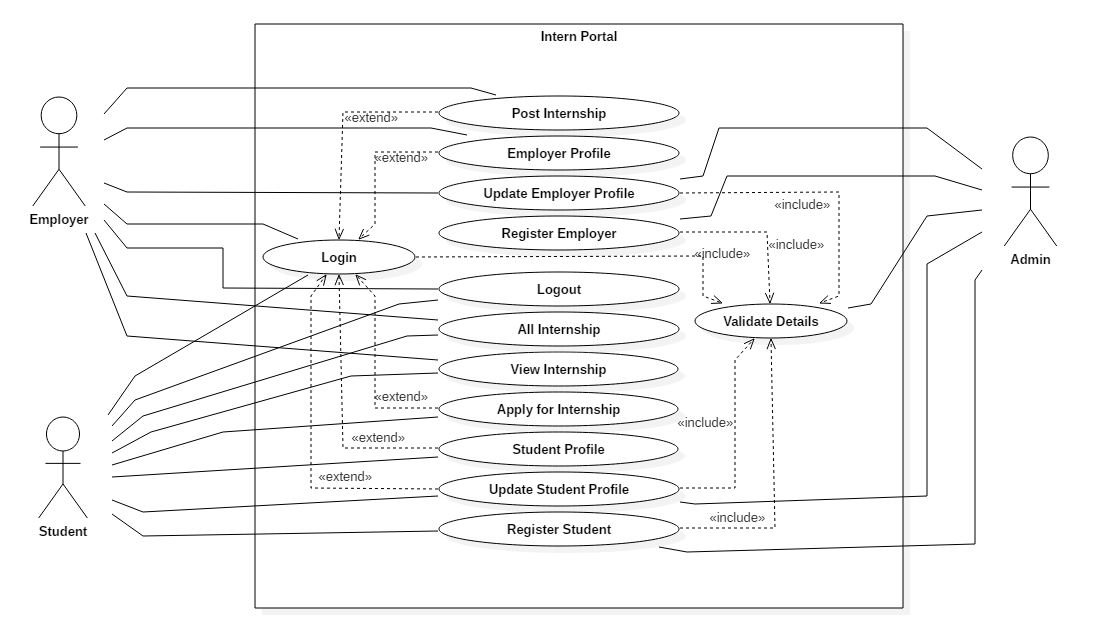 Intern Portal
Post Internship
«extend»
Employer Profile
«extend»
Update Employer Profile
«include»
Employer
Register Employer
«include»
Login
«include»
Admin
Logout
Validate Details
All Internship
View Internship
«extend»
Apply for Internship
«include»
«extend»
Student Profile
«extend»
Update Student Profile
«include»
Register Student
Student